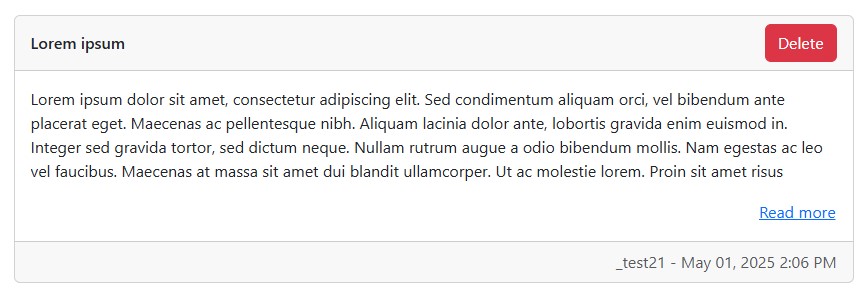 Lorem ipsum
Delete
Lorem ipsum dolor sit amet, consectetur adipiscing elit. Sed condimentum aliquam orci, vel bibendum ante
placerat eget. Maecenas ac pellentesque nibh. Aliquam lacinia dolor ante, lobortis gravida enim euismod in.
Integer sed gravida tortor, sed dictum neque. Nullam rutrum augue a odio bibendum mollis. Nam egestas ac leo
vel faucibus. Maecenas at massa sit amet dui blandit ullamcorper. Ut ac molestie lorem. Proin sit amet risus
Read more
_test21 - May 01, 2025 2:06 PM